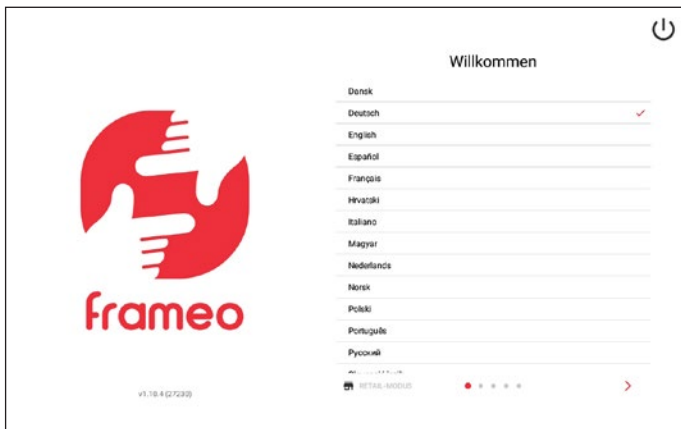 Willkommen
Dansk
Deutsch
English
Español
Français
Hrvatski
Italiano
Magyar
Nederlands
Norsk
Polski
Português
Русский
RETAIL-MODUS
frameo
v1.18.4 (27230)